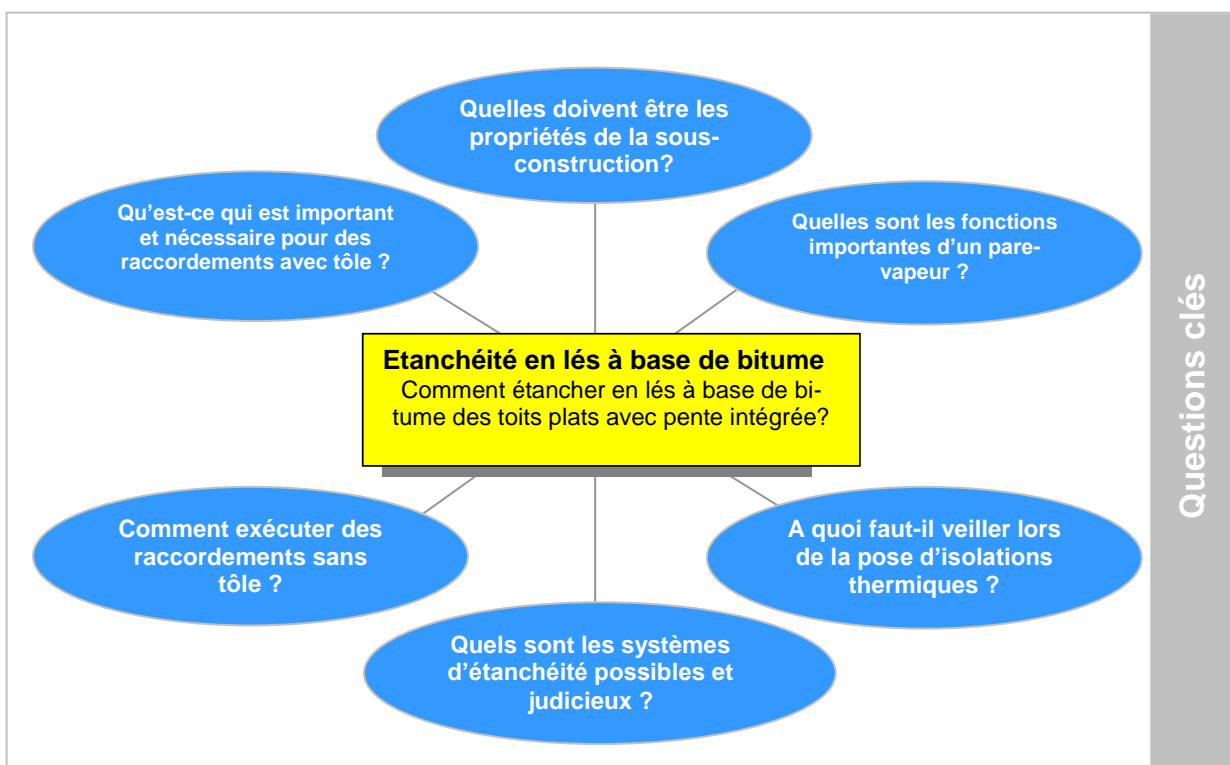 Quelles doivent être les
propriétés de la sous-
construction?
Qu’est-ce qui est important
et nécessaire pour des
raccordements avec tôle ?
Quelles sont les fonctions
importantes d’un pare-
vapeur ?
Etanchéité en lés à base de bitume
Comment étancher en lés à base de bi-
tume des toits plats avec pente intégrée?
Comment exécuter des
raccordements sans
tôle ?
A quoi faut-il veiller lors
de la pose d’isolations
thermiques ?
Quels sont les systèmes
d’étanchéité possibles et
judicieux ?
Questions clés